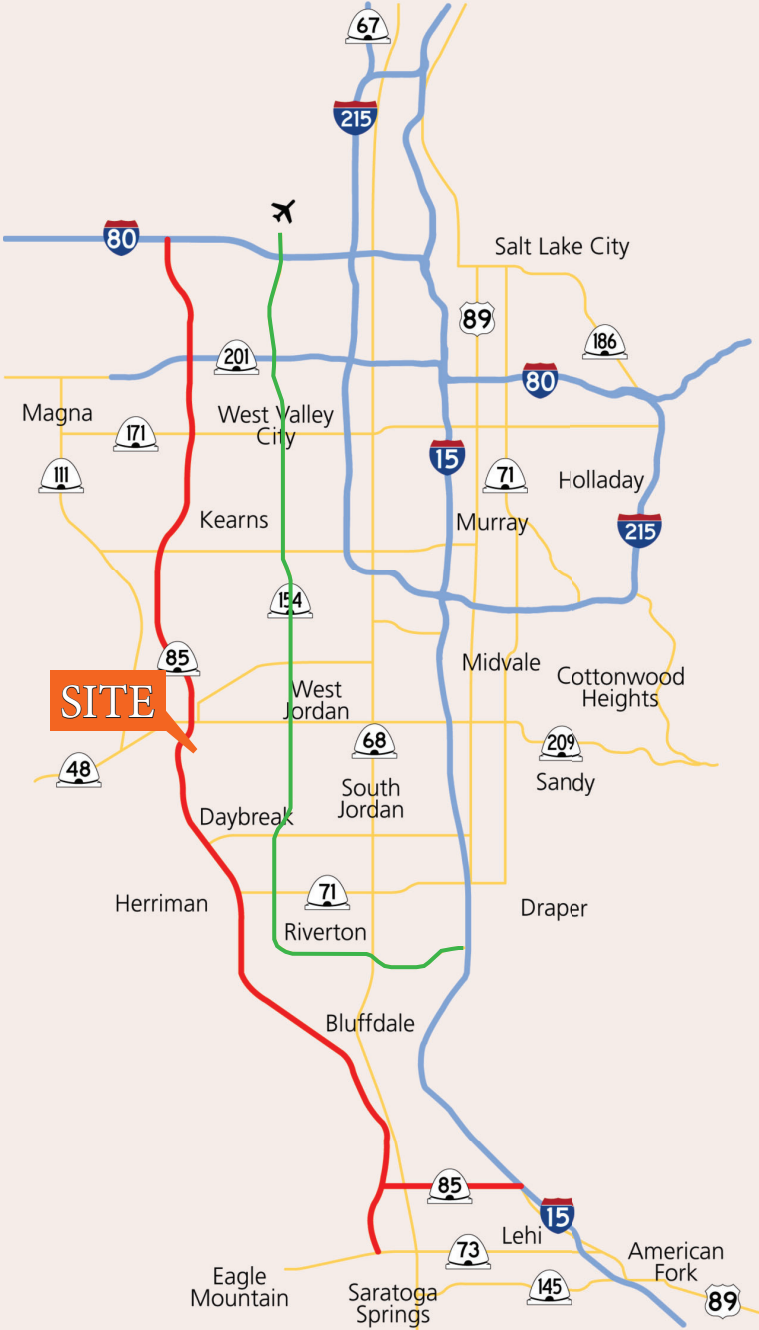 67
215
80
Salt Lake City
89
186
201
80
Magna
West Valley
City
171
15
111
71
Holladay
Kearns
Murray
215
154
85
Midvale
Cottonwood
Heights
SITE
West
Jordan
68
209
48
South
Jordan
Sandy
Daybreak
71
Herriman
Draper
Riverton
Bluffdale
85
15
Lehi
73
American
Fork
Eagle
Mountain
145
Saratoga
Springs
89